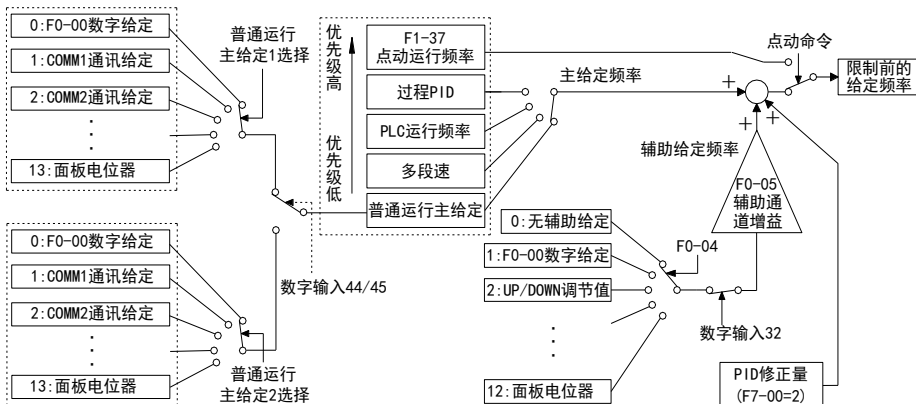 0:F0-00数字给定
1:COMM1通讯给定
2:COMM2通讯给定
13:面板电位器
普通运行
主给定1选择
0:F0-00数字给定
1:COMM1通讯给定
2:COMM2通讯给定
13:面板电位器
普通运行
主给定2选择
数字输入44/45
优先级高
优先级低
F1-37
点动运行频率
过程PID
PLC运行频率
多段速
普通运行主给定
主给定频率
+
+
+
点动命令
限制前的
给定频率
辅助给定频率
F0-05
辅助通
道增益
0:无辅助给定
1:F0-00数字给定
2:UP/DOWN调节值
12:面板电位器
F0-04
数字输入32
PID修正量
(F7-00=2)